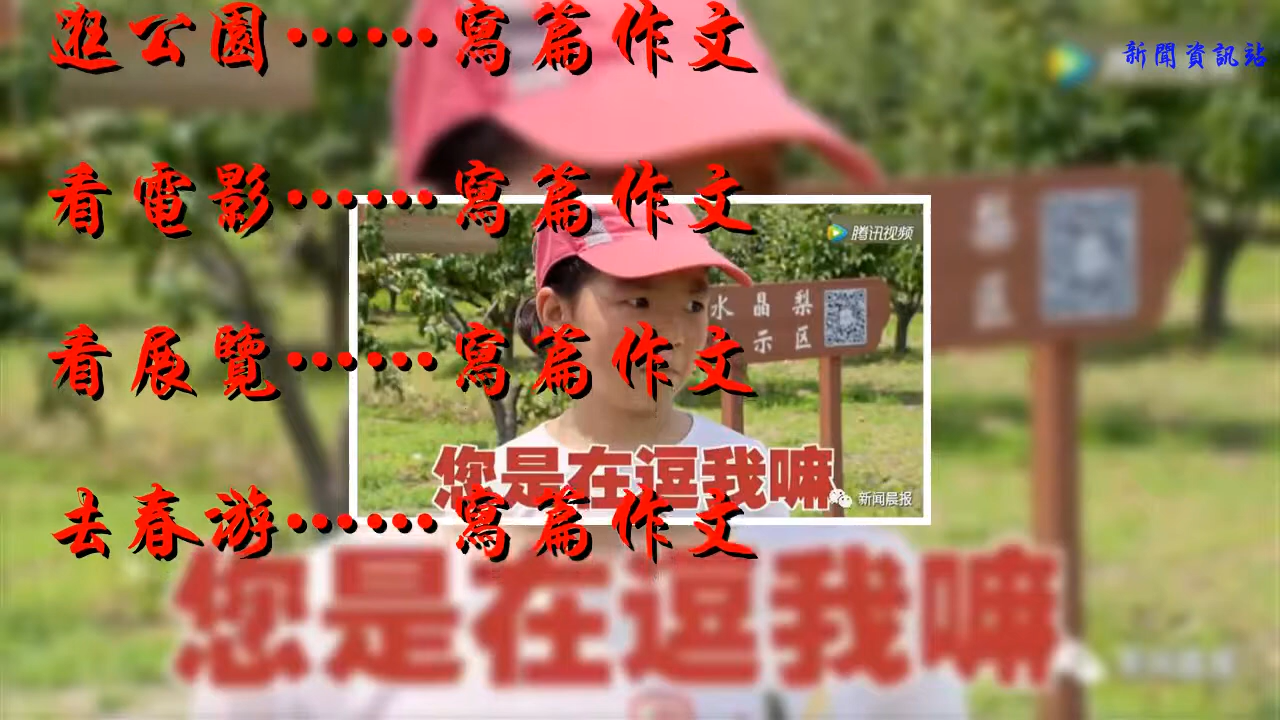 逛公園……寫篇作文
新聞資訊站
看電影……寫篇作文
腾讯视频
水晶梨
示区
看展覽……寫篇作文
您是在逗我嘛
新闻晨报
去春游……寫篇作文
您是在逗我嘛